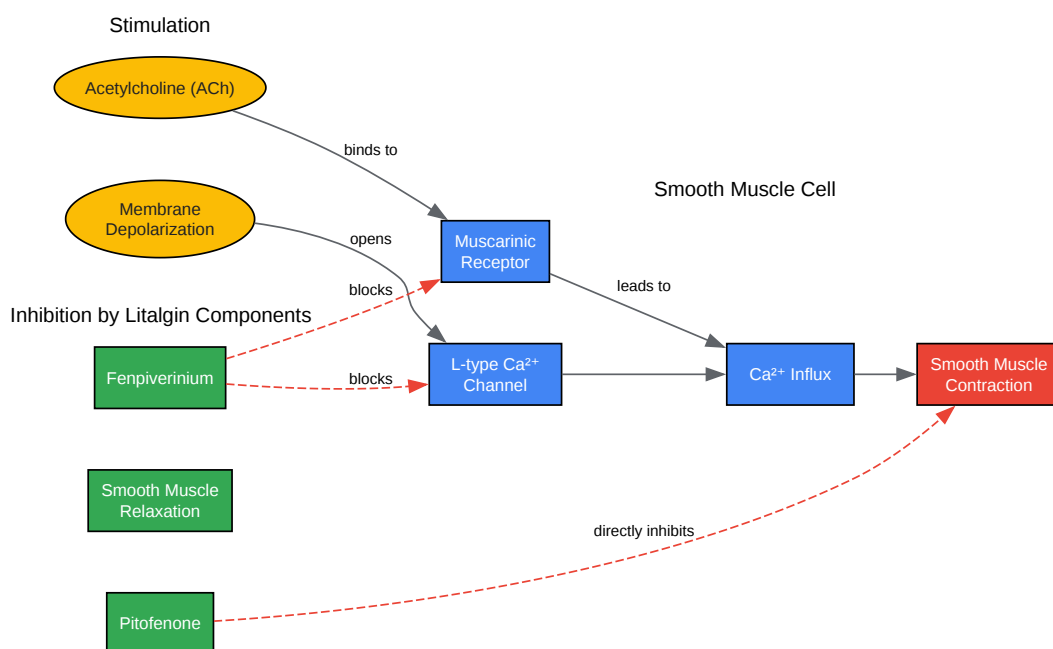 Stimulation
Acetylcholine (ACh)
binds to
Smooth Muscle Cell
Membrane
Depolarization
opens
Muscarinic
Receptor
leads to
blocks
Inhibition by Litalgin Components
Fenpiverinium
blocks
L-type Ca²⁺
Channel
Ca²⁺ Influx
Smooth Muscle
Contraction
Smooth Muscle
Relaxation
directly inhibits
Pitofenone